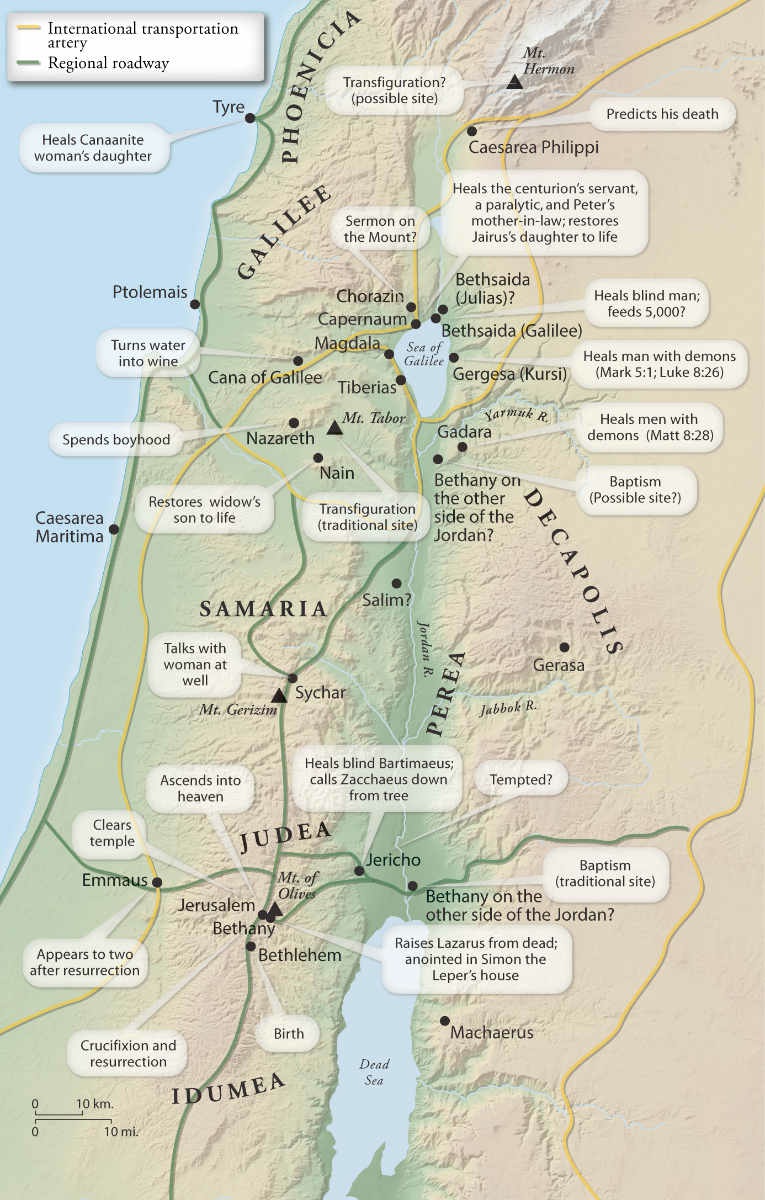 International transportation
artery
Regional roadway
PHOENICIA
Mt.
Hermon
Transfiguration?
(possible site)
Tyre
Predicts his death
Heals Canaanite
woman's daughter
Caesarea Philippi
GALILEE
Heals the centurion's servant,
a paralytic, and Peter's
mother-in-law; restores
Jairus's daughter to life
Sermon on
the Mount?
Ptolemais
Chorazin
Bethsaida
(Julias)?
Heals blind man;
feeds 5,000?
Capernaum
Bethsaida (Galilee)
Turns water
into wine
Magdala
Sea of
Galilee
Heals man with demons
(Mark 5:1; Luke 8:26)
Cana of Galilee
Tiberias
Gergesa (Kursi)
Yarmuk R.
Mt. Tabor
Spends boyhood
Nazareth
Gadara
Heals men with
demons (Matt 8:28)
Nain
Bethany on
the other
side of the
Jordan?
Baptism
(Possible site?)
Restores widow's
son to life
Transfiguration
(traditional site)
DECAPOLIS
Caesarea
Maritima
Salim?
SAMARIA
Jordan R.
Talks with
woman at
well
Gerasa
PEREA
Sychar
Mt. Gerizim
Jabbok R.
Heals blind Bartimaeus;
calls Zacchaeus down
from tree
Tempted?
Ascends into
heaven
Clears
temple
JUDEA
Jericho
Emmaus
Mt. of
Olives
Baptism
(traditional site)
Jerusalem
Bethany on the
other side of the Jordan?
Bethany
Bethlehem
Raises Lazarus from dead;
anointed in Simon the
Leper's house
Appears to two
after resurrection
Birth
Machaerus
Crucifixion and
resurrection
Dead
Sea
IDUMEA
0 10 km.
0 10 mi.